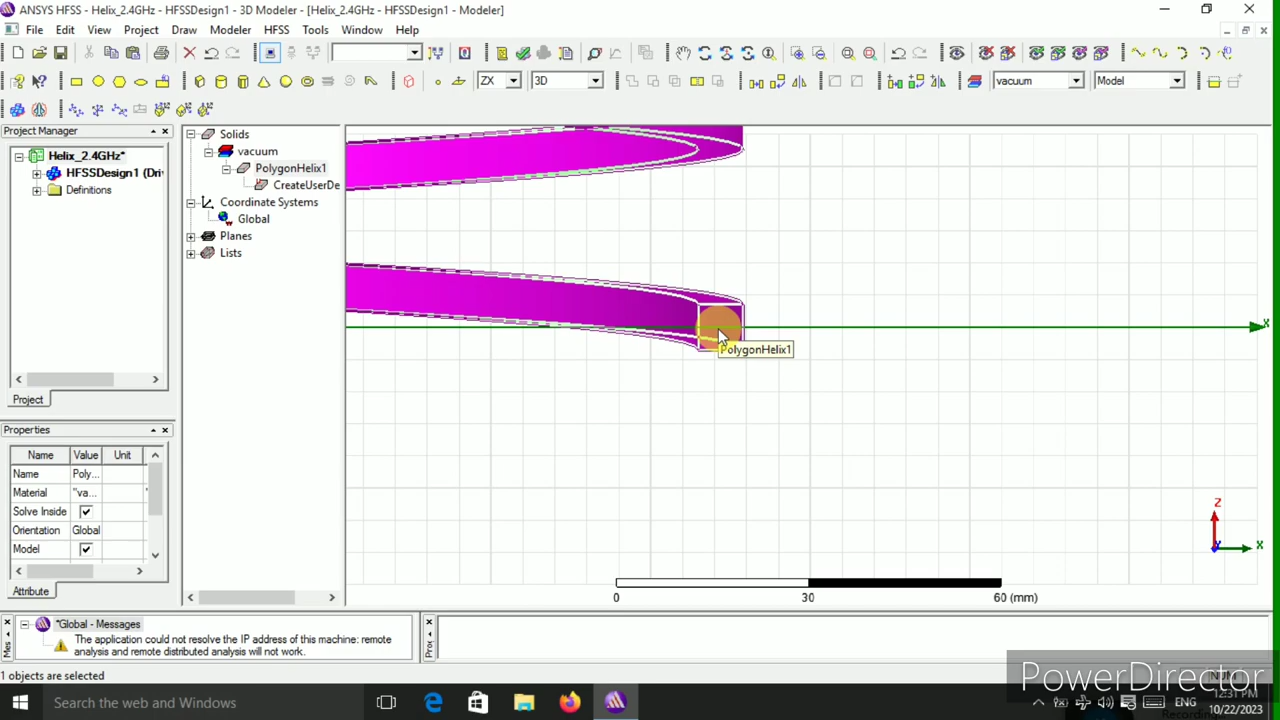 ANSYS HFSS - Helix_2.4GHz - HFSSDesign1 - 3D Modeler - [Helix_2.4GHz - HFSSDesign1 - Modeler]
File Edit View Project Draw Modeler HFSS Tools Window Help
ZX 3D vacuum Model
Project Manager
Helix_2.4GHz*
HFSSDesign1 (Driv
Definitions
Project
Solids
vacuum
PolygonHelix1
CreateUserDe
Coordinate Systems
Global
Planes
Lists
PolygonHelix1
X
Z
X
0 30 60 (mm)
Properties
Name Value Unit
Name Poly...
Material "va...
Solve Inside
Orientation Global
Model
Attribute
*Global - Messages
The application could not resolve the IP address of this machine: remote
analysis and remote distributed analysis will not work.
1 objects are selected
NUM
PowerDirector
Search the web and Windows
ENG
12:31 PM
10/22/2023